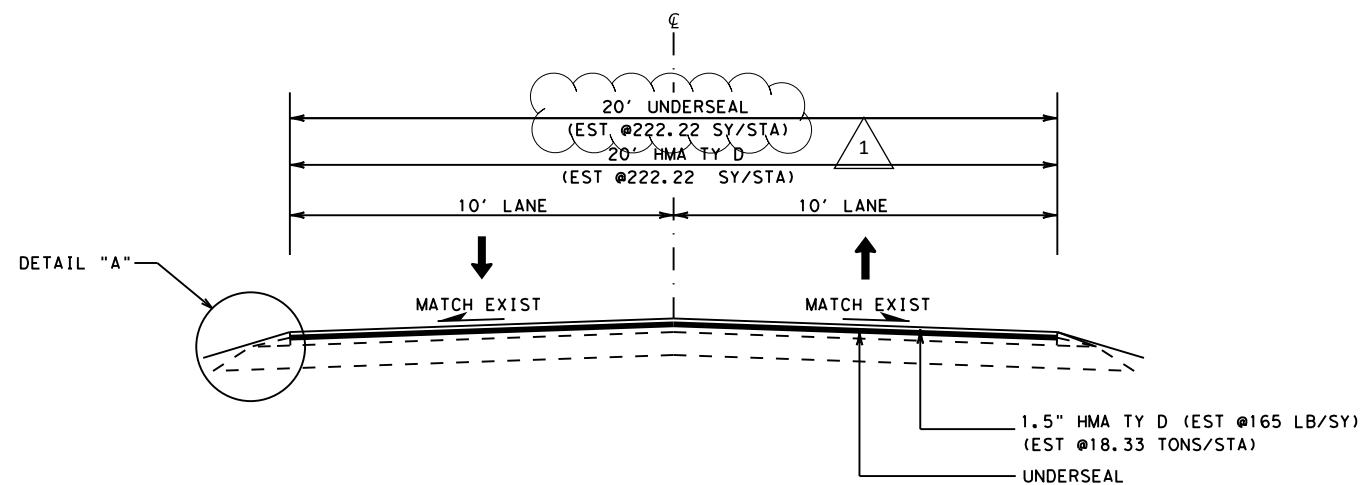 ℄
20' UNDERSEAL
(EST @222.22 SY/STA)
20' HMA TY D
1
(EST @222.22 SY/STA)
10' LANE
10' LANE
DETAIL "A"
MATCH EXIST
MATCH EXIST
1.5" HMA TY D (EST @165 LB/SY)
(EST @18.33 TONS/STA)
UNDERSEAL